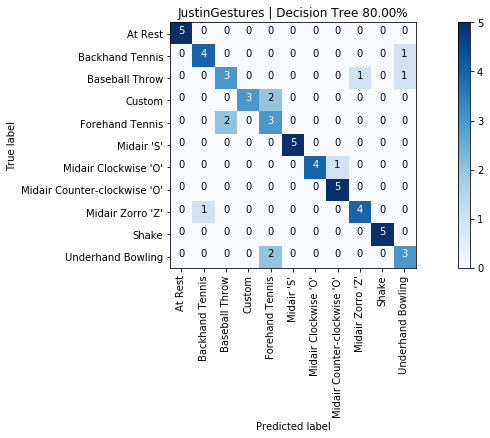 JustinGestures | Decision Tree 80.00%
True label
At Rest 5 0 0 0 0 0 0 0 0 0 0
Backhand Tennis 0 4 0 0 0 0 0 0 0 0 1
Baseball Throw 0 0 3 0 0 0 0 0 1 0 1
Custom 0 0 0 3 2 0 0 0 0 0 0
Forehand Tennis 0 0 2 0 3 0 0 0 0 0 0
Midair 'S' 0 0 0 0 0 5 0 0 0 0 0
Midair Clockwise 'O' 0 0 0 0 0 0 4 1 0 0 0
Midair Counter-clockwise 'O' 0 0 0 0 0 0 0 5 0 0 0
Midair Zorro 'Z' 0 1 0 0 0 0 0 0 4 0 0
Shake 0 0 0 0 0 0 0 0 0 5 0
Underhand Bowling 0 0 0 0 2 0 0 0 0 0 3
At Rest
Backhand Tennis
Baseball Throw
Custom
Forehand Tennis
Midair 'S'
Midair Clockwise 'O'
Midair Counter-clockwise 'O'
Midair Zorro 'Z'
Shake
Underhand Bowling
Predicted label
5
4
3
2
1
0